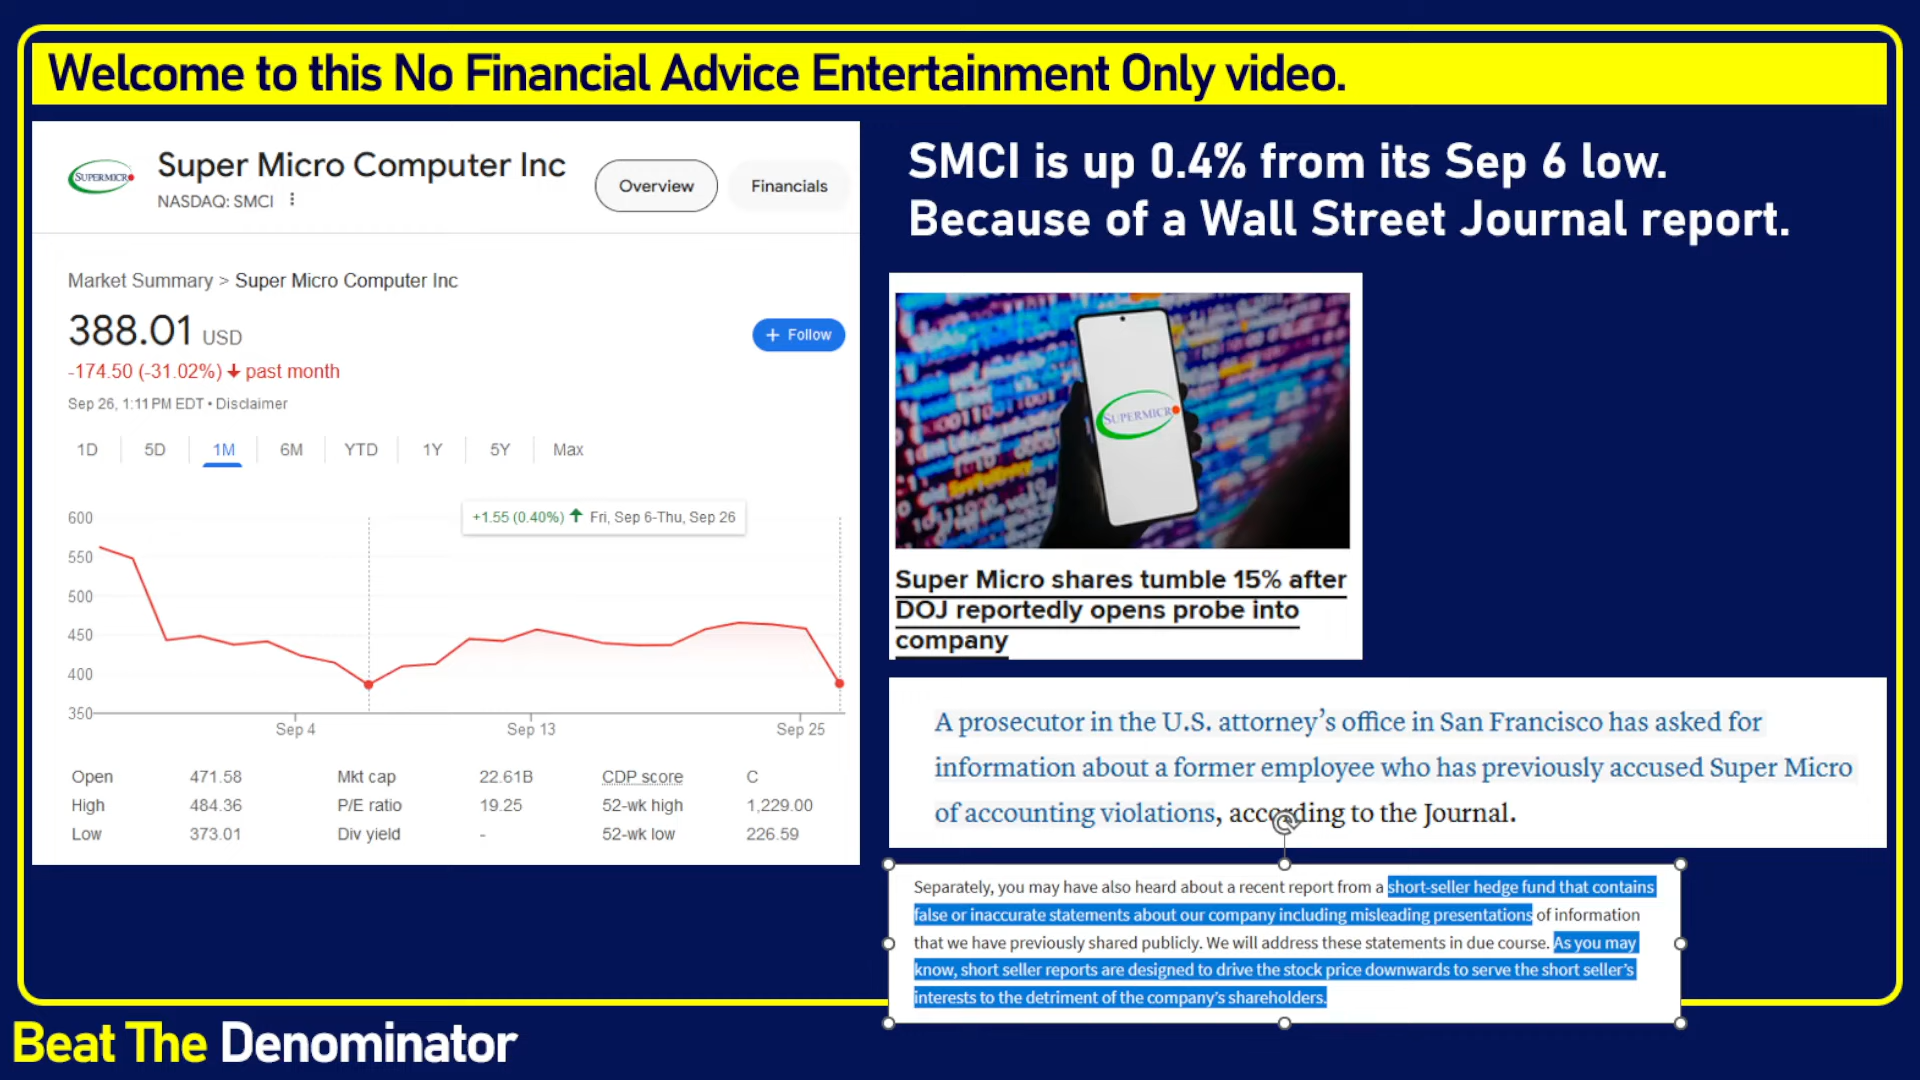 Welcome to this No Financial Advice Entertainment Only video.
SUPERMICR
Super Micro Computer Inc
NASDAQ: SMCI
Overview
Financials
Market Summary > Super Micro Computer Inc
388.01 USD
+ Follow
-174.50 (-31.02%) past month
Sep 26, 1:11 PM EDT • Disclaimer
1D 5D 1M 6M YTD 1Y 5Y Max
+1.55 (0.40%) Fri, Sep 6-Thu, Sep 26
600
550
500
450
400
350
Sep 4 Sep 13 Sep 25
Open 471.58 Mkt cap 22.61B CDP score C
High 484.36 P/E ratio 19.25 52-wk high 1,229.00
Low 373.01 Div yield - 52-wk low 226.59
SMCI is up 0.4% from its Sep 6 low.
Because of a Wall Street Journal report.
SUPERMICR
Super Micro shares tumble 15% after
DOJ reportedly opens probe into
company
A prosecutor in the U.S. attorney’s office in San Francisco has asked for
information about a former employee who has previously accused Super Micro
of accounting violations, according to the Journal.
Separately, you may have also heard about a recent report from a short-seller hedge fund that contains
false or inaccurate statements about our company including misleading presentations of information
that we have previously shared publicly. We will address these statements in due course. As you may
know, short seller reports are designed to drive the stock price downwards to serve the short seller’s
interests to the detriment of the company’s shareholders.
Beat The Denominator